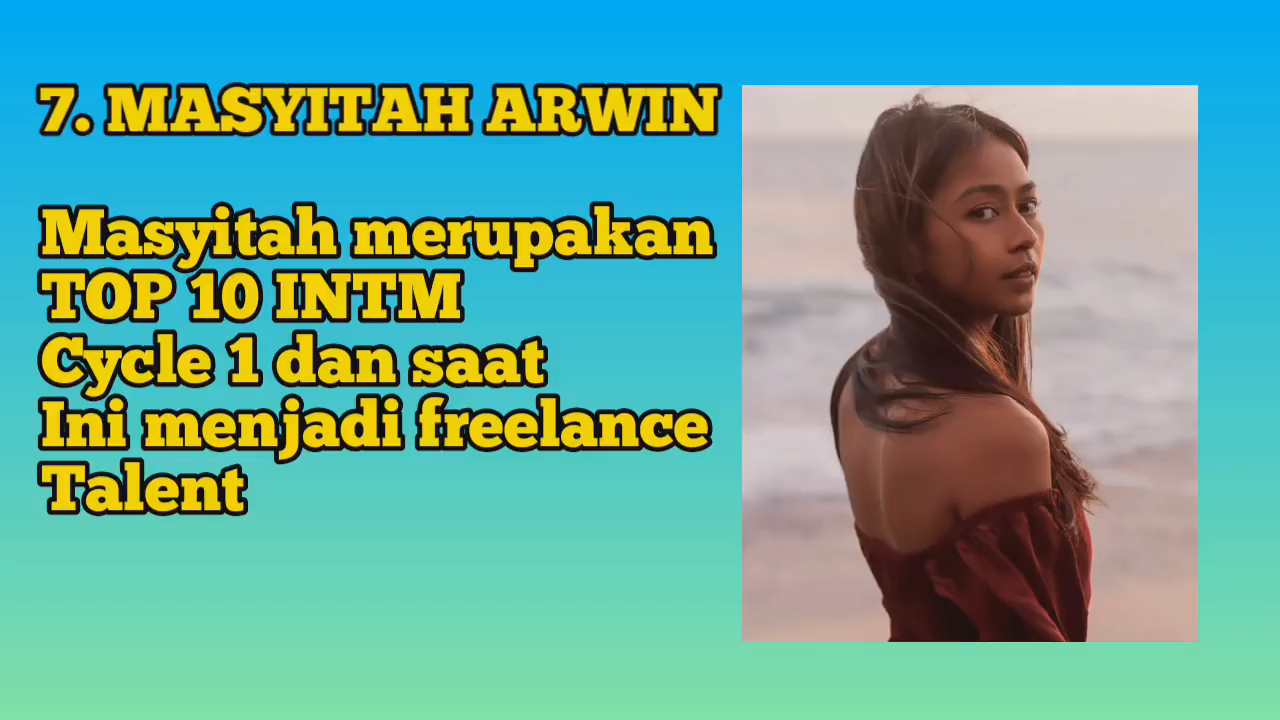 7. MASYITAH ARWIN
Masyitah merupakan
TOP 10 INTM
Cycle 1 dan saat
Ini menjadi freelance
Talent